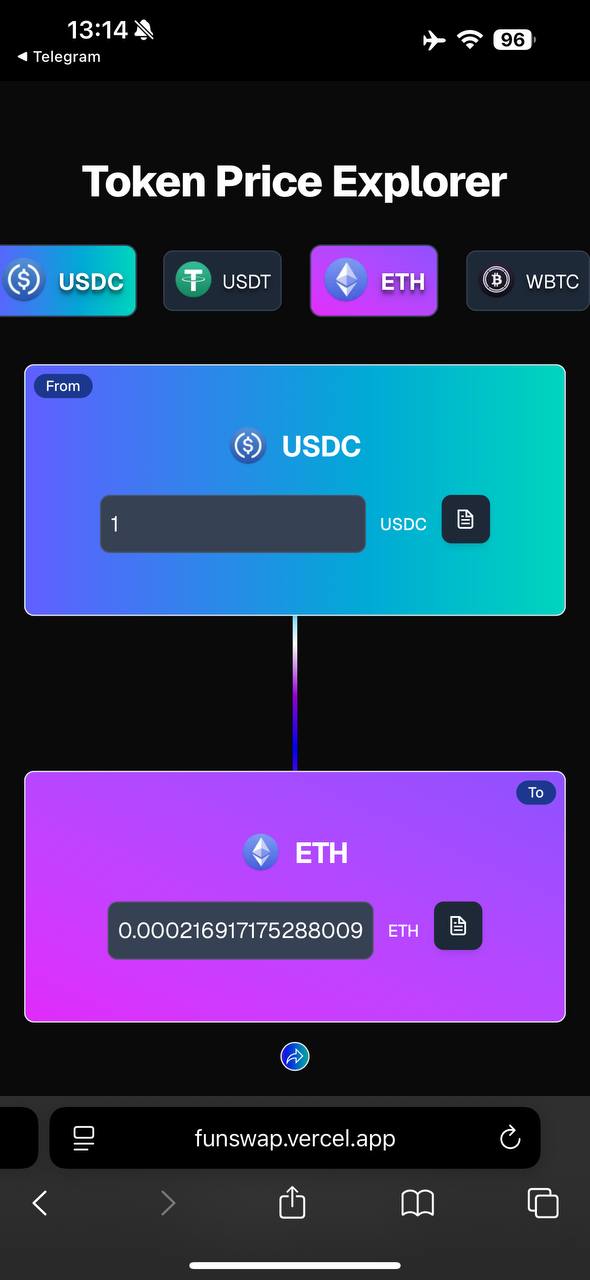 13:14
96
◀ Telegram
Token Price Explorer
USDC
USDT
ETH
WBTC
From
USDC
1
USDC
To
ETH
0.000216917175288009
ETH
funswap.vercel.app